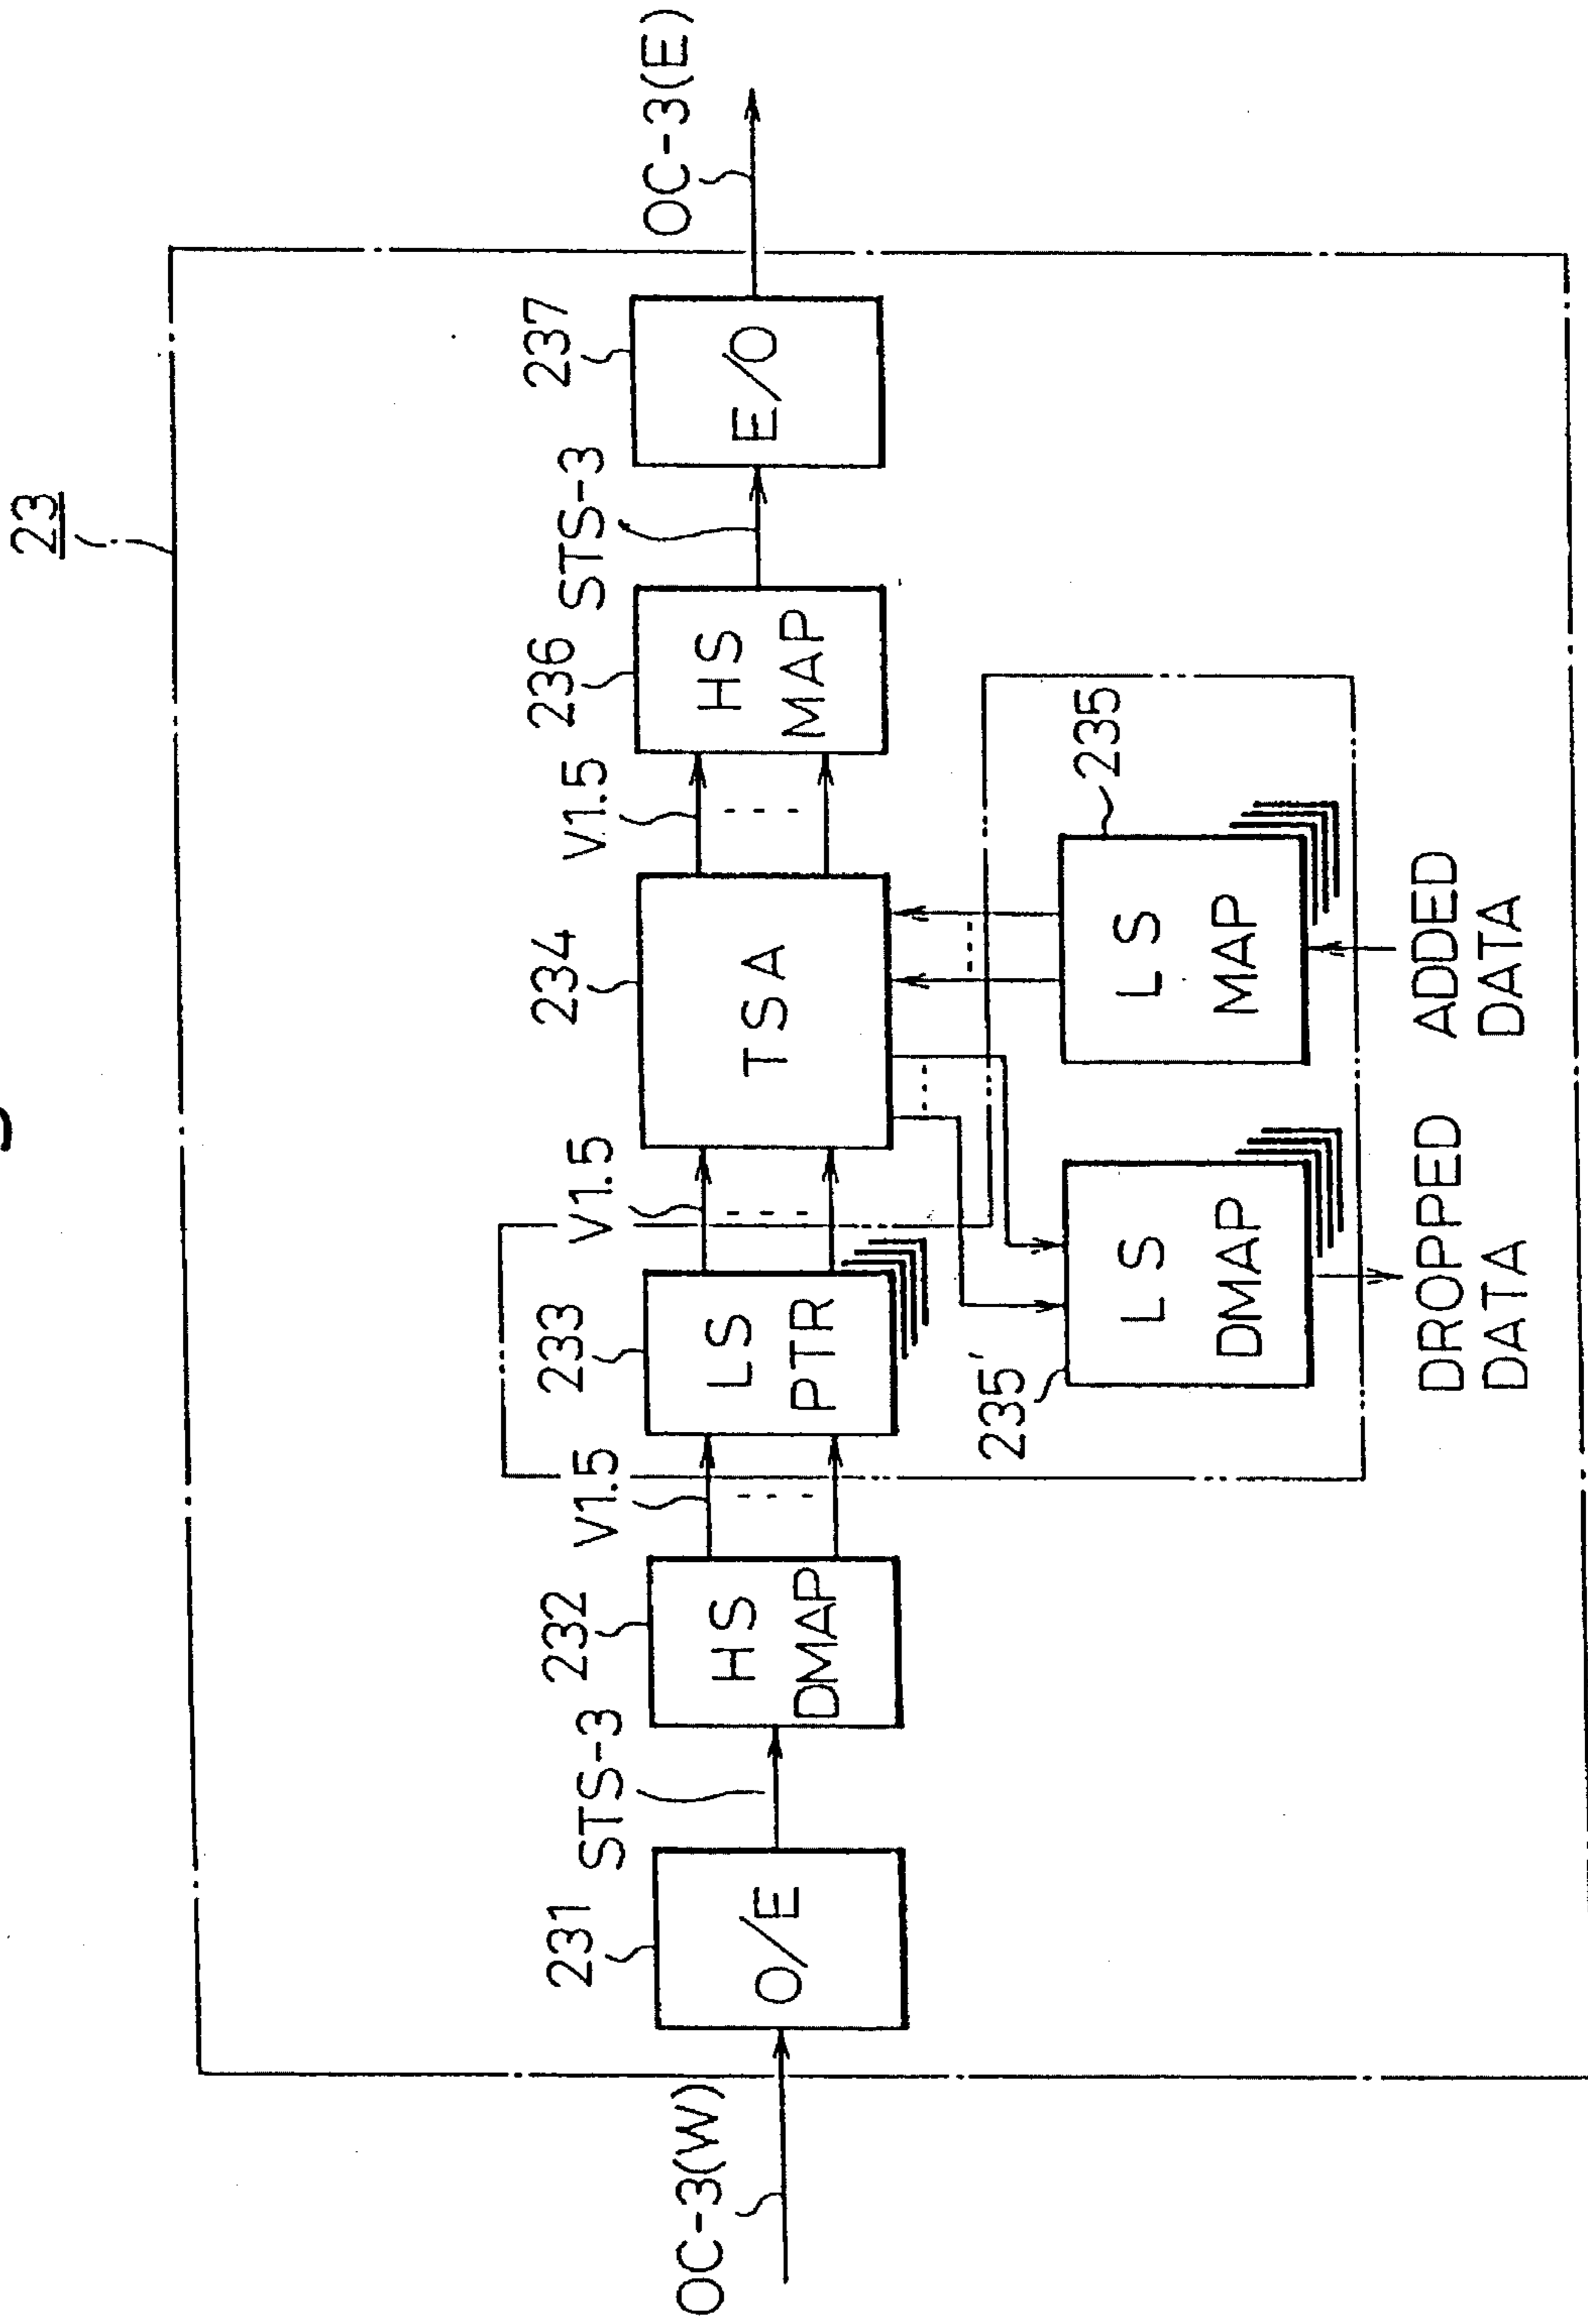 23
OC-3(W)
231
O/E
STS-3
232
HS
DMAP
V1.5
233
LS
PTR
V1.5
234
TSA
V1.5
236
HS
MAP
STS-3
237
E/O
OC-3(E)
235'
LS
DMAP
235
LS
MAP
DROPPED
DATA
ADDED
DATA